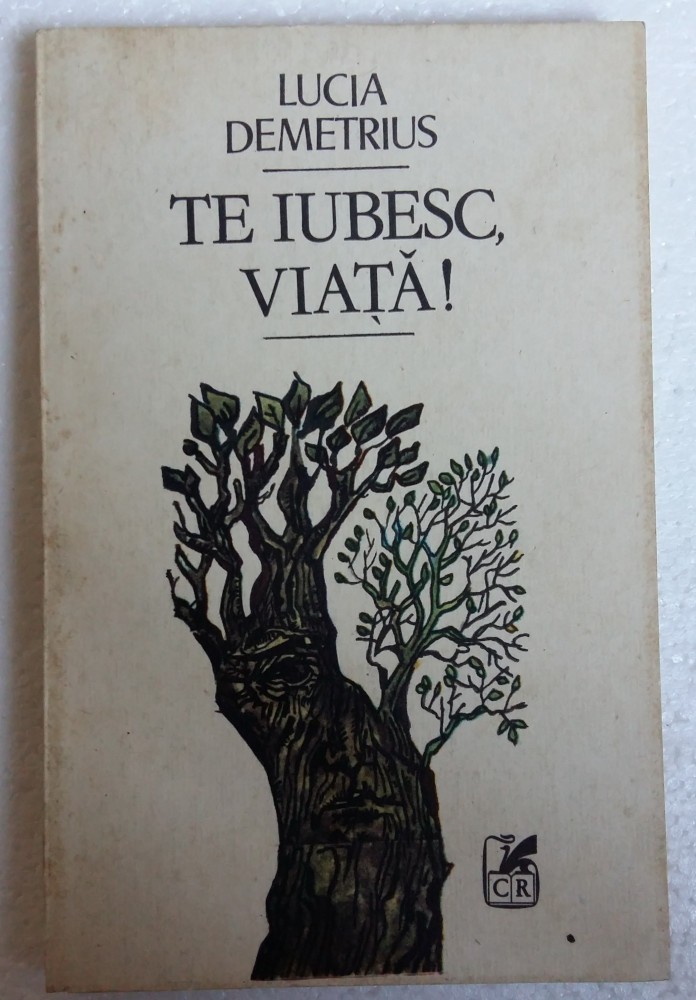 LUCIA
DEMETRIUS
TE IUBESC,
VIAȚĂ!
CR